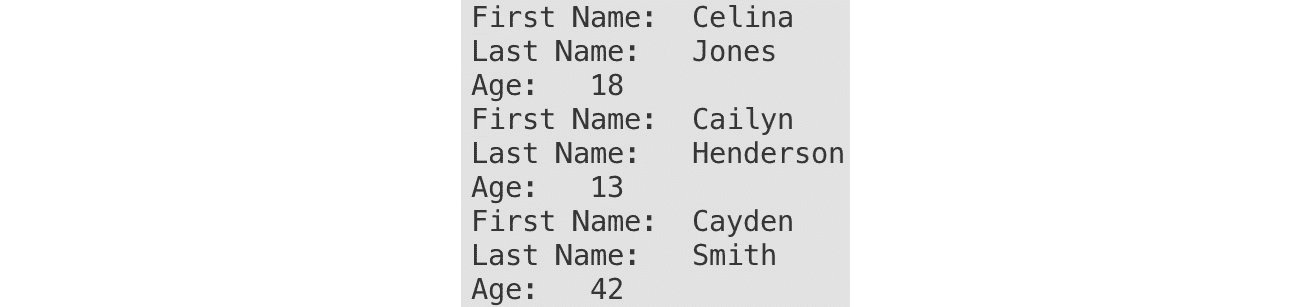 First Name:  Celina
Last Name:   Jones
Age:   18
First Name:  Cailyn
Last Name:   Henderson
Age:   13
First Name:  Cayden
Last Name:   Smith
Age:   42